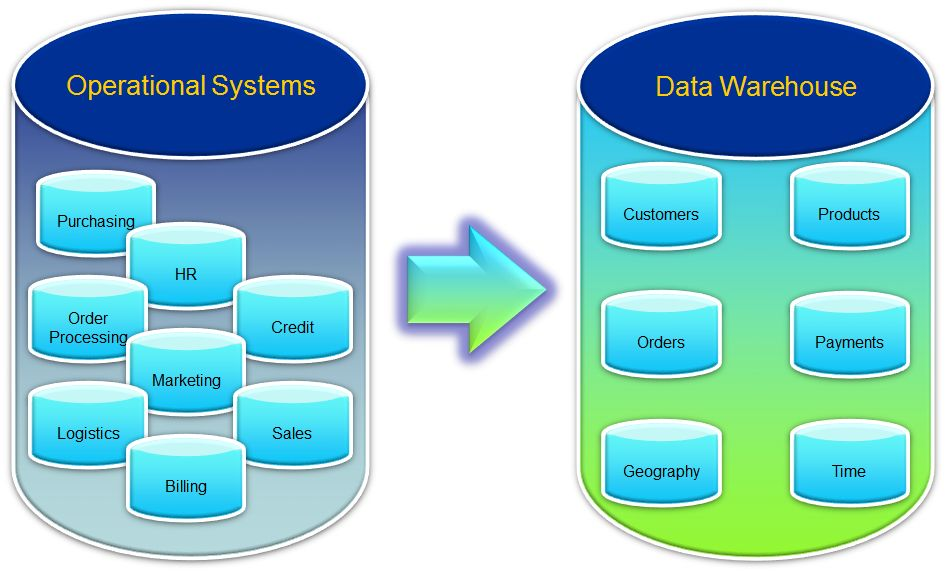 Operational Systems
Purchasing
HR
Order
Processing
Credit
Marketing
Logistics
Sales
Billing
Data Warehouse
Customers
Products
Orders
Payments
Geography
Time